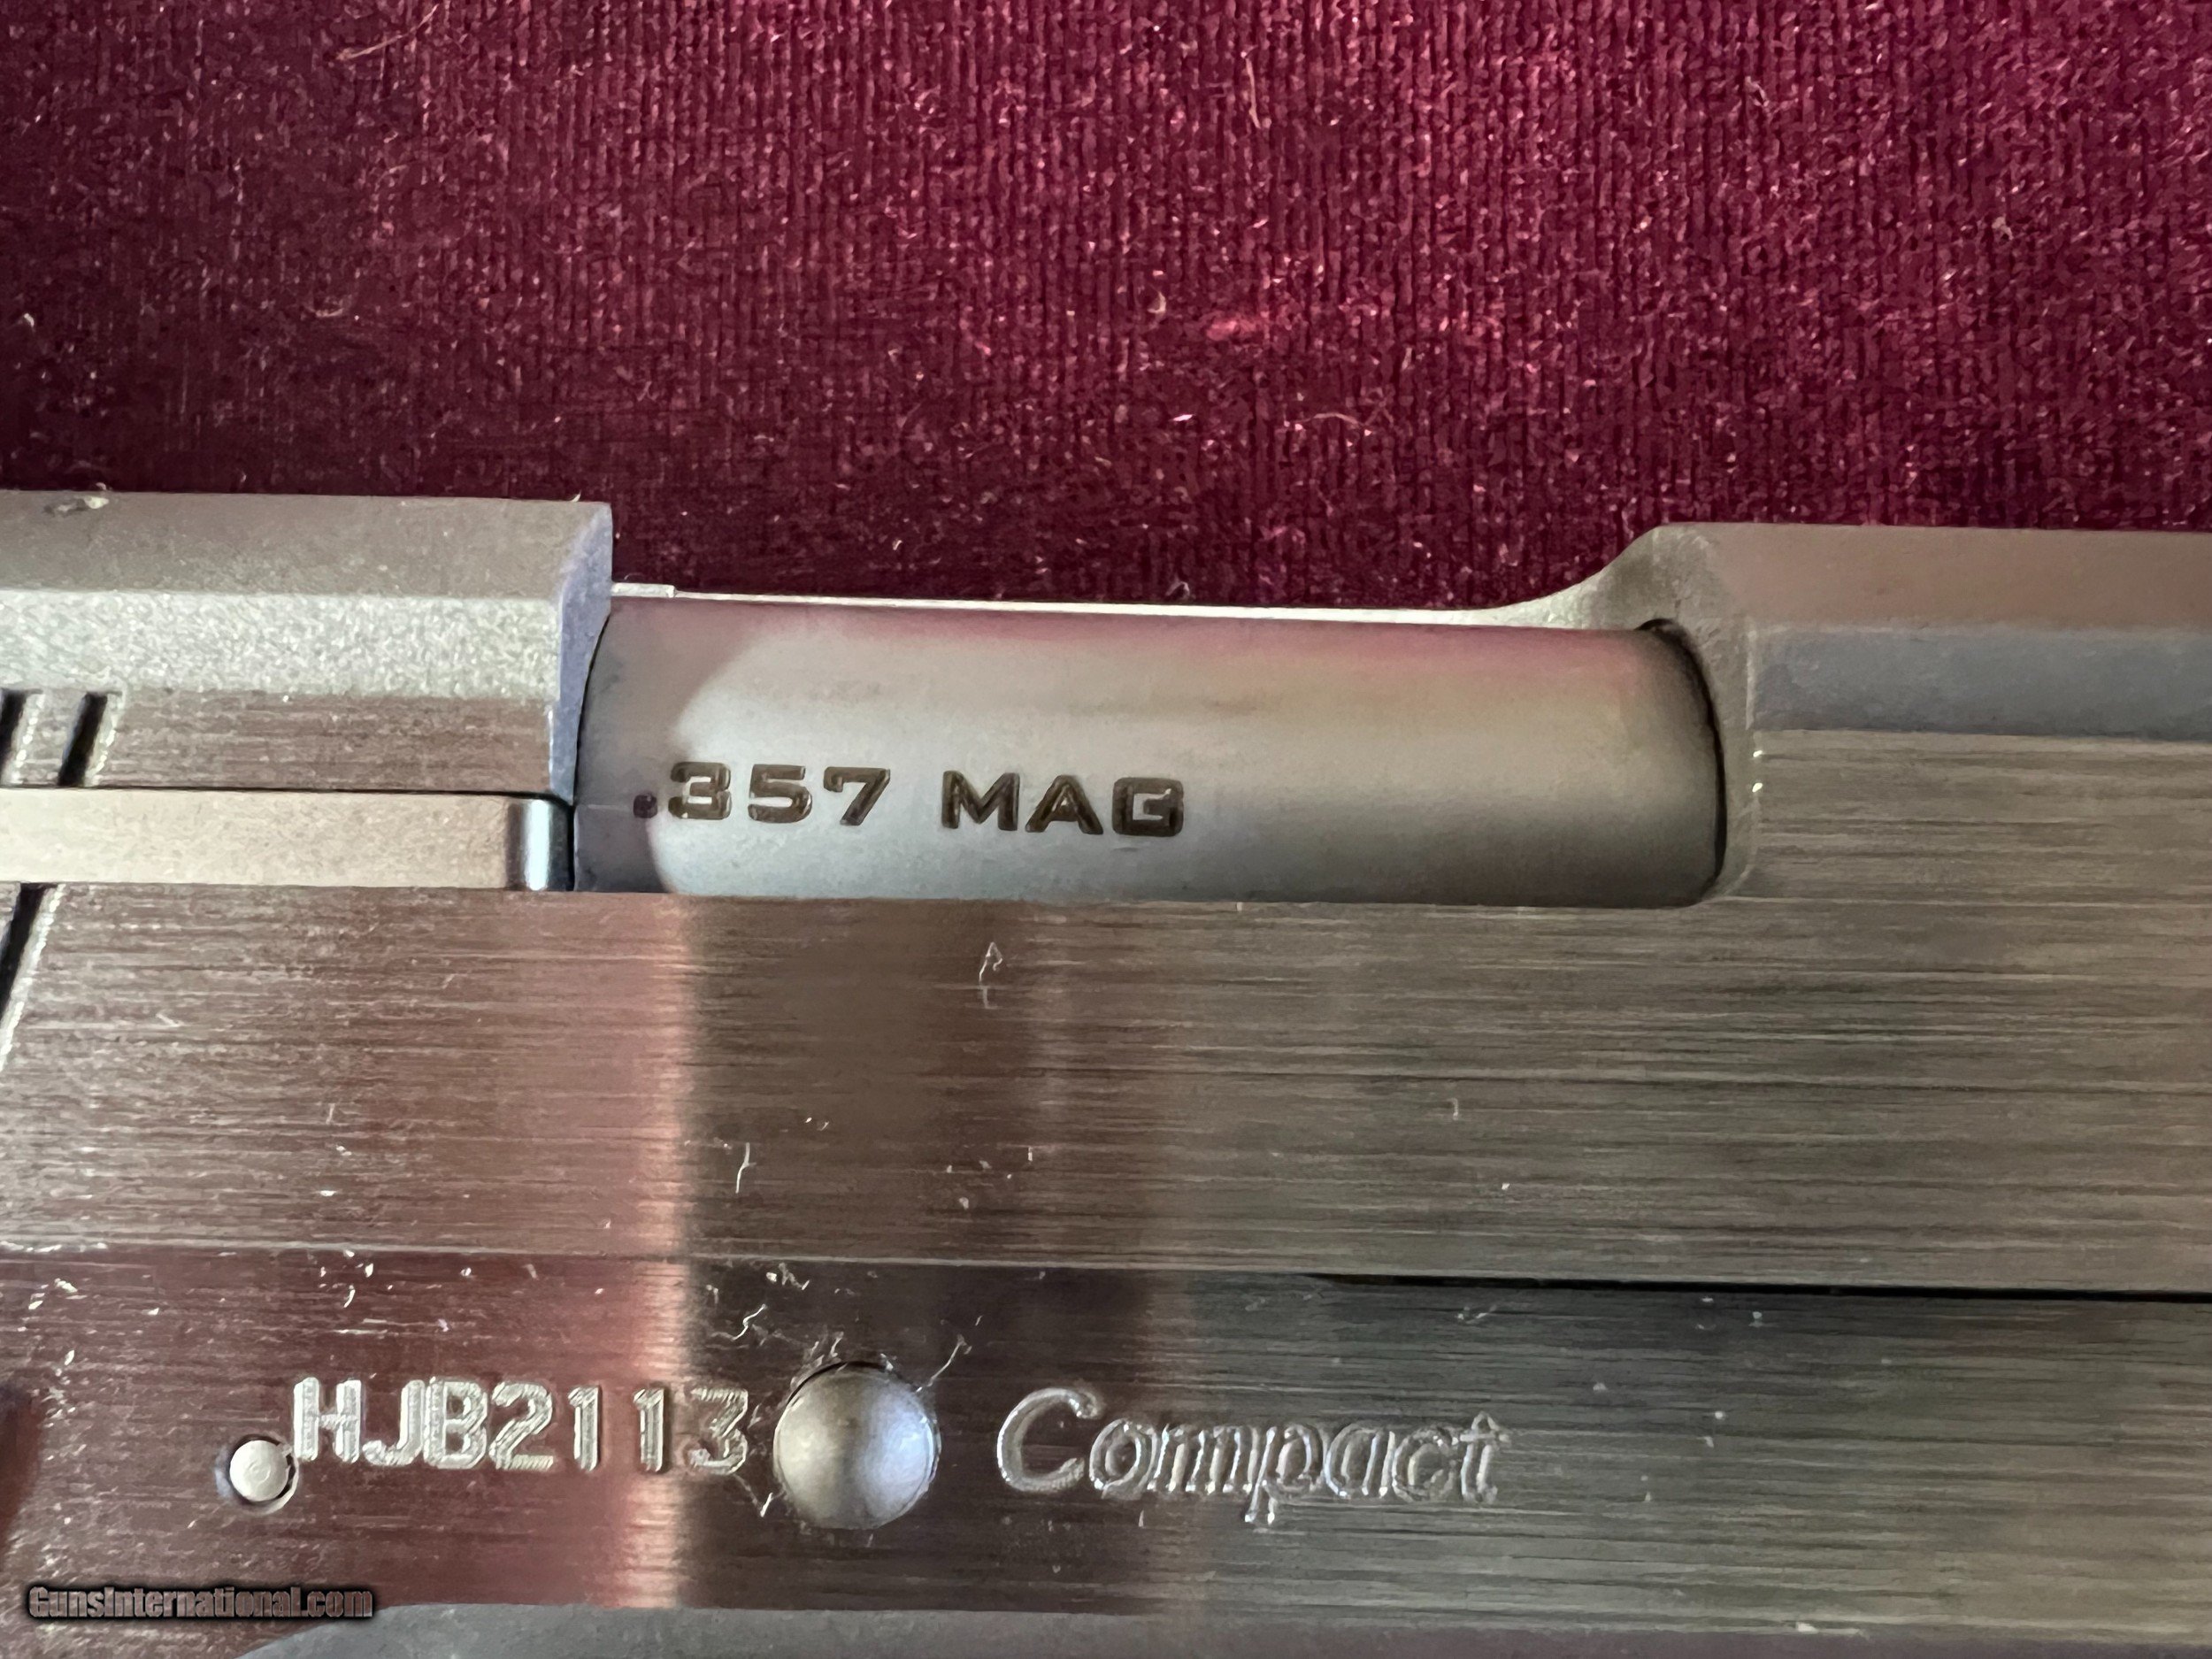 .357 MAG
HJB2113 Compact
GunsInternational.com